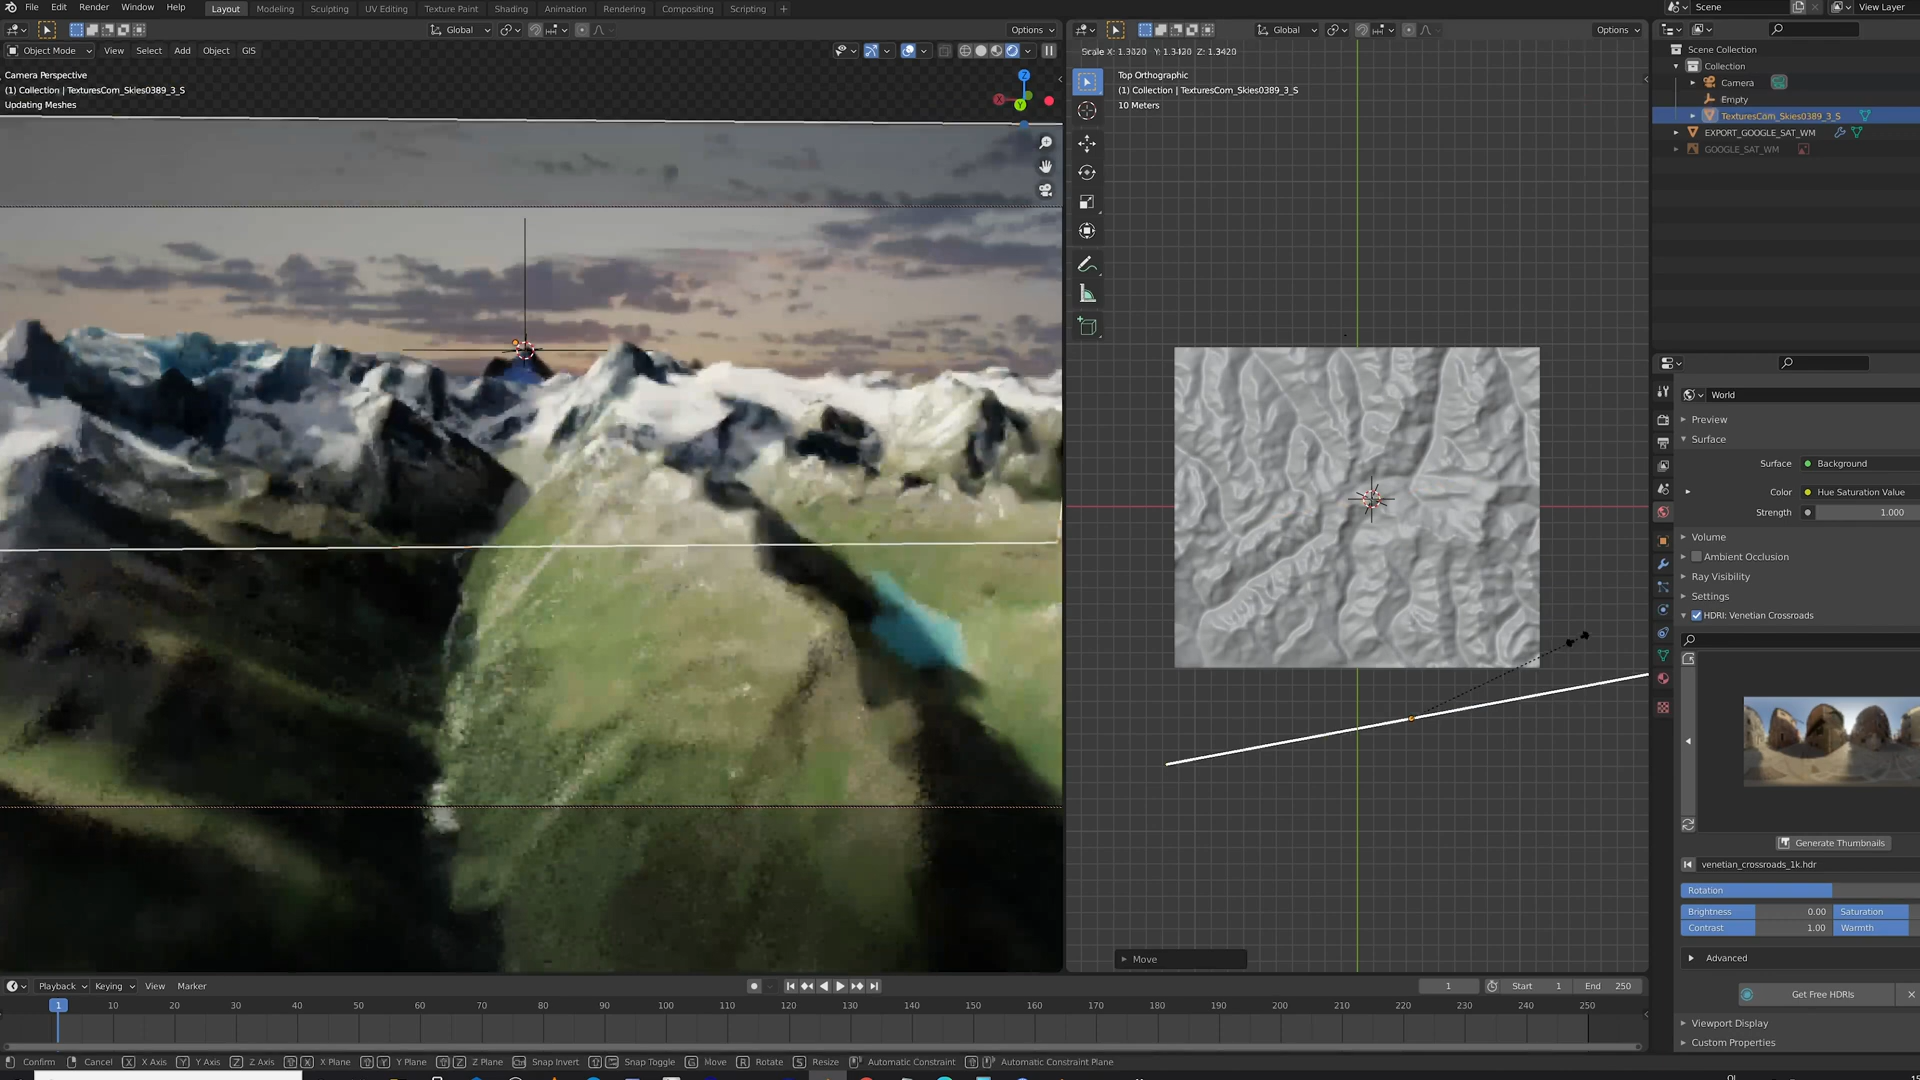 File Edit Render Window Help Layout Modeling Sculpting UV Editing Texture Paint Shading Animation Rendering Compositing Scripting + Scene View Layer
Global Options Global Options
Object Mode View Select Add Object GIS
Scale X: 1.3020 Y: 1.3420 Z: 1.3420
Camera Perspective
(1) Collection | TexturesCom_Skies0389_3_S
Updating Meshes
X
Y
Z
Top Orthographic
(1) Collection | TexturesCom_Skies0389_3_S
10 Meters
Move
Scene Collection
Collection
Camera
Empty
TexturesCom_Skies0389_3_S
EXPORT_GOOGLE_SAT_WM
GOOGLE_SAT_WM
World
Preview
Surface
Surface Background
Color Hue Saturation Value
Strength 1.000
Volume
Ambient Occlusion
Ray Visibility
Settings
HDRI: Venetian Crossroads
Generate Thumbnails
venetian_crossroads_1k.hdr
Rotation
Brightness 0.00 Saturation
Contrast 1.00 Warmth
Advanced
Get Free HDRIs
Viewport Display
Custom Properties
Playback Keying View Marker 1 Start 1 End 250
1 10 20 30 40 50 60 70 80 90 100 110 120 130 140 150 160 170 180 190 200 210 220 230 240 250
Confirm Cancel X X Axis Y Y Axis Z Z Axis X X Plane Y Y Plane Z Z Plane Snap Invert Snap Toggle G Move R Rotate S Resize Automatic Constraint Automatic Constraint Plane